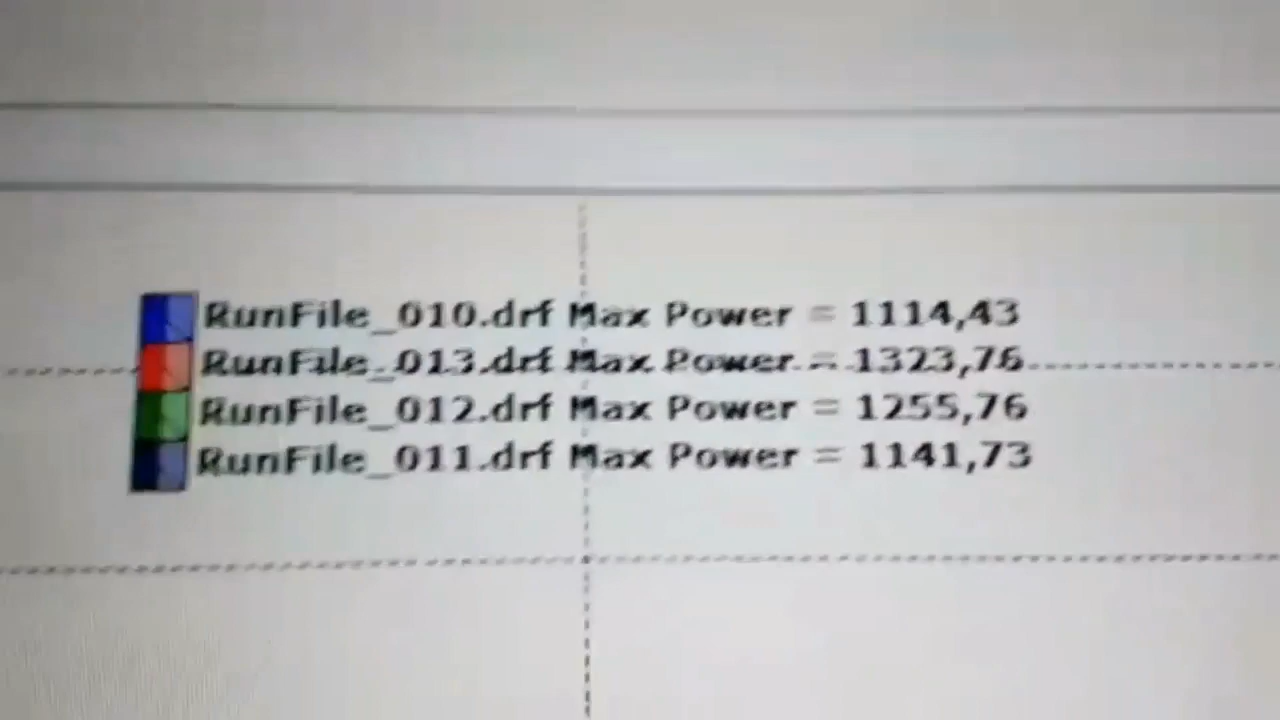 RunFile_010.drf Max Power = 1114,43
RunFile_013.drf Max Power = 1323,76
RunFile_012.drf Max Power = 1255,76
RunFile_011.drf Max Power = 1141,73